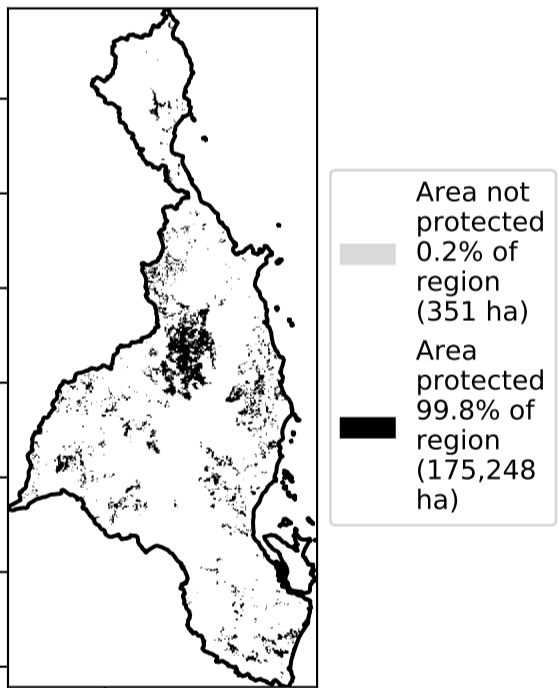 Area not
protected
0.2% of
region
(351 ha)
Area
protected
99.8% of
region
(175,248
ha)